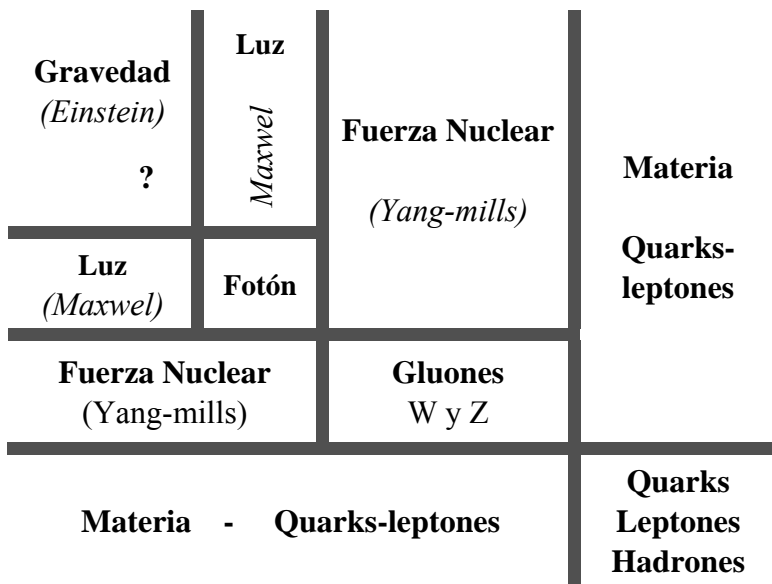 Gravedad
(Einstein)
?
Luz
Maxwel
Fuerza Nuclear
(Yang-mills)
Materia
Quarks-
leptones
Luz
(Maxwel)
Fotón
Fuerza Nuclear
(Yang-mills)
Gluones
W y Z
Materia - Quarks-leptones
Quarks
Leptones
Hadrones